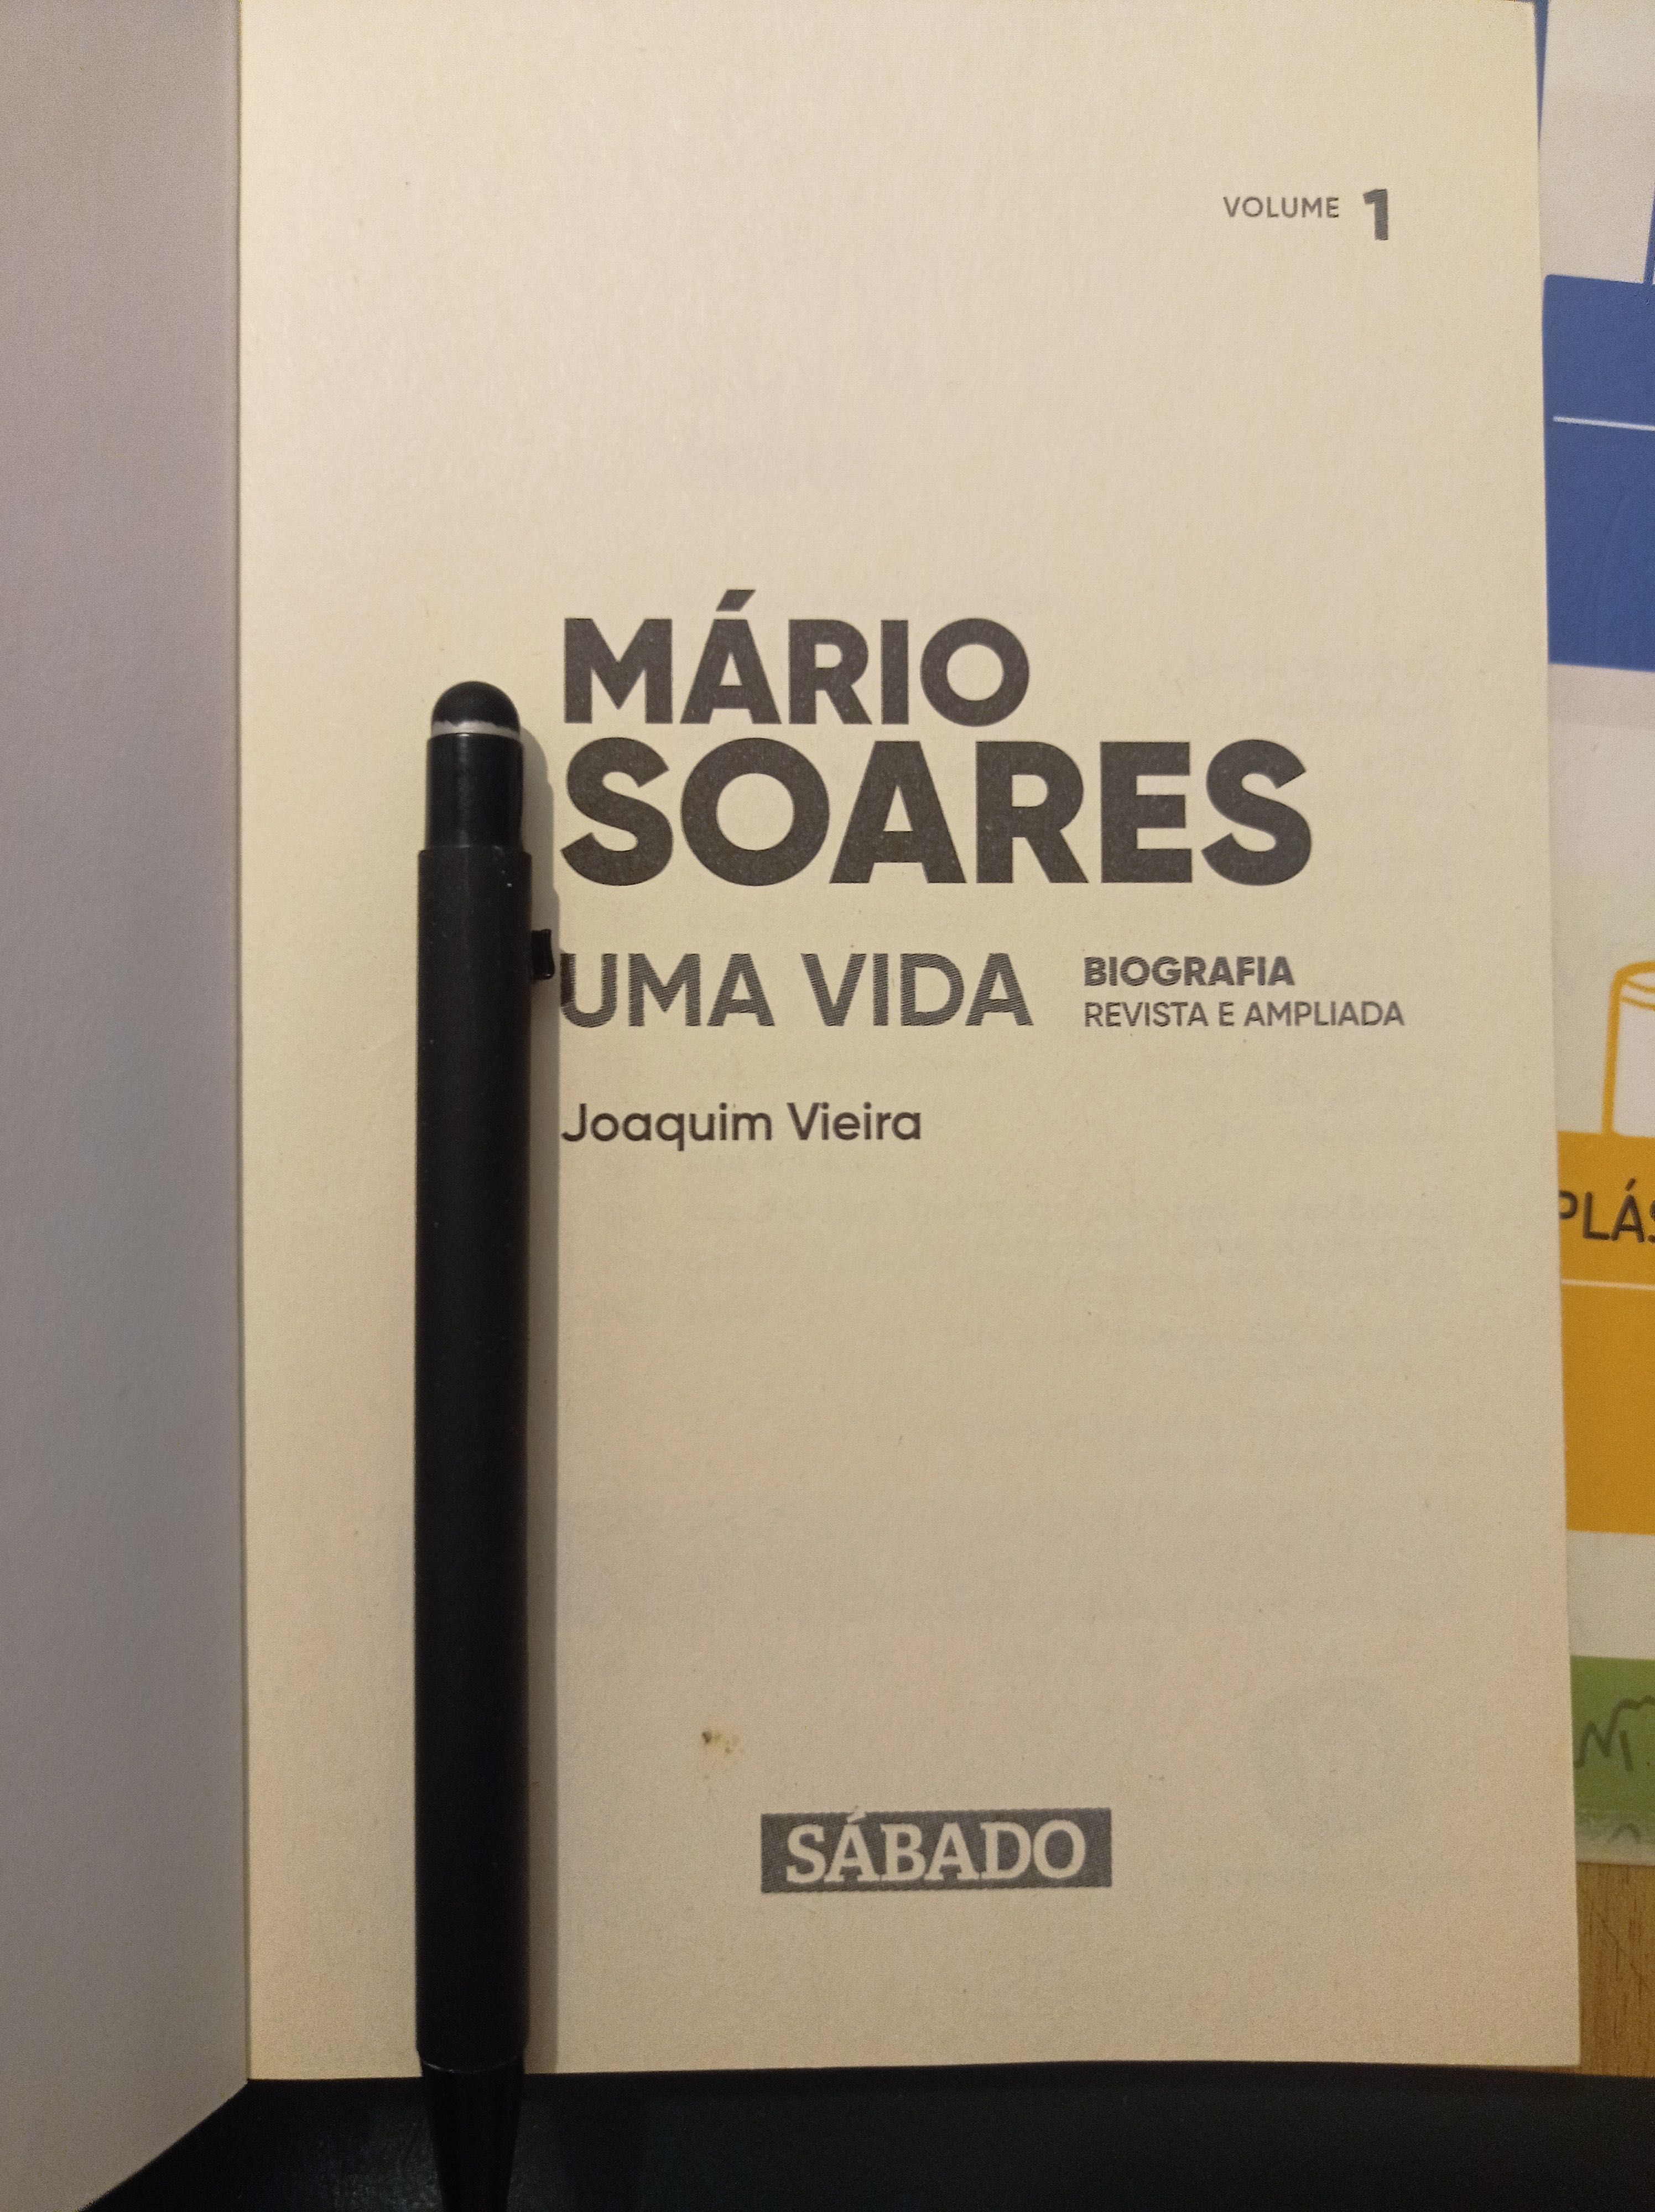 VOLUME 1
MÁRIO
SOARES
UMA VIDA
BIOGRAFIA
REVISTA E AMPLIADA
Joaquim Vieira
SÁBADO